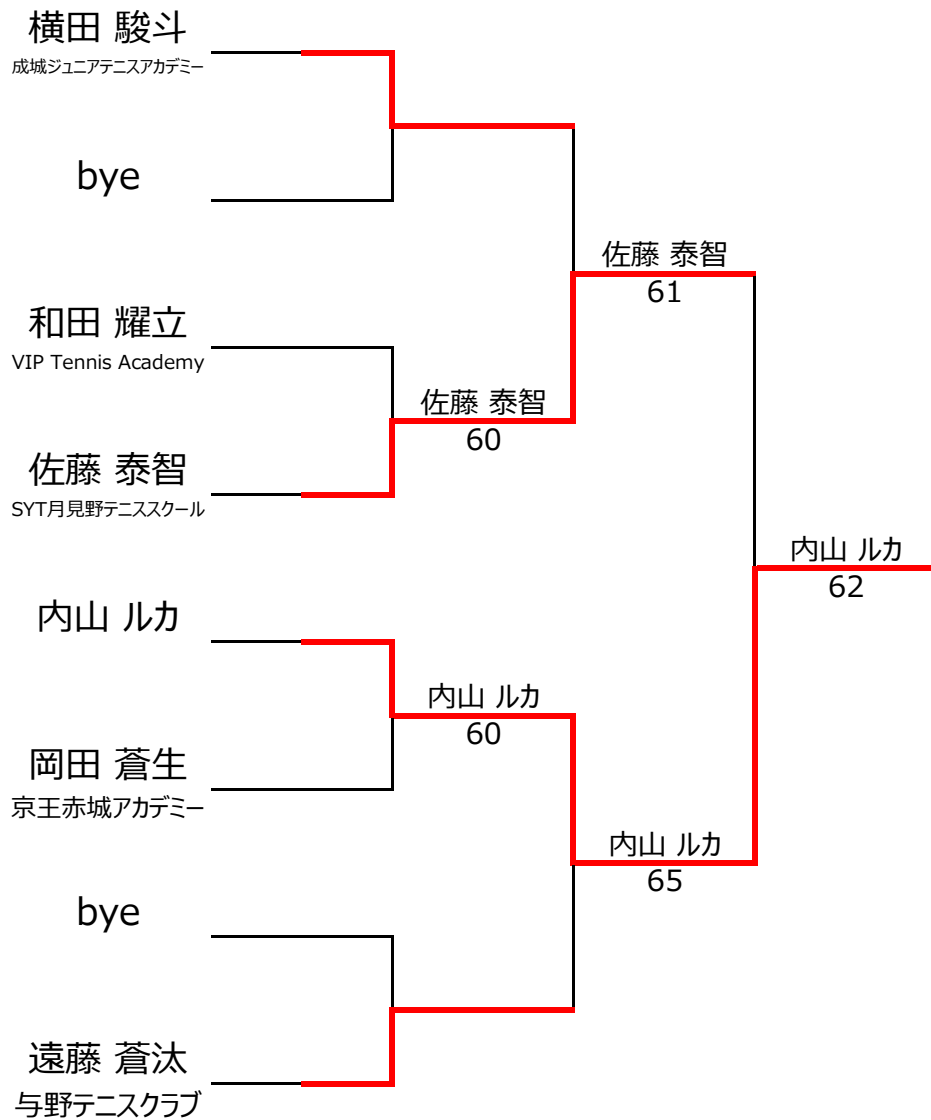 横田 駿斗
成城ジュニアテニスアカデミー
bye
佐藤 泰智
61
和田 耀立
VIP Tennis Academy
佐藤 泰智
60
佐藤 泰智
SYT月見野テニススクール
内山 ルカ
62
内山 ルカ
内山 ルカ
60
岡田 蒼生
京王赤城アカデミー
内山 ルカ
65
bye
遠藤 蒼汰
与野テニスクラブ